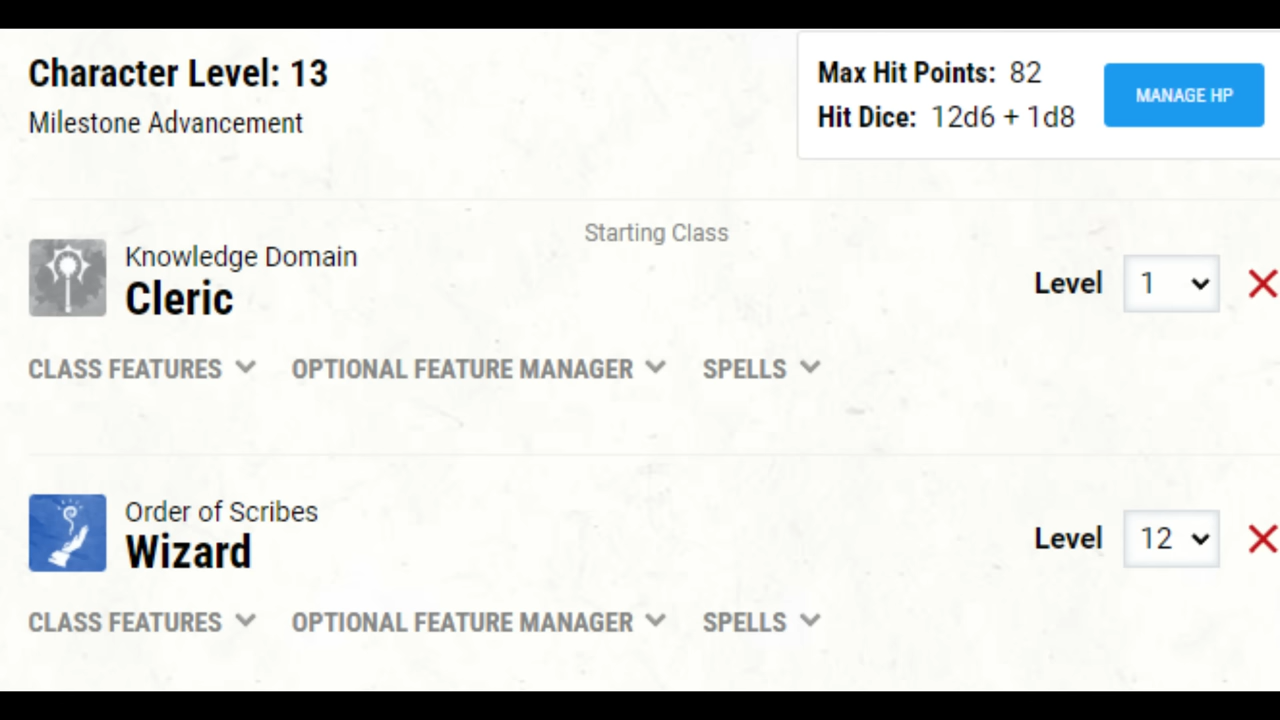 Character Level: 13
Milestone Advancement
Max Hit Points: 82
Hit Dice: 12d6 + 1d8
MANAGE HP
Starting Class
Knowledge Domain
Cleric
Level 1
CLASS FEATURES OPTIONAL FEATURE MANAGER SPELLS
Order of Scribes
Wizard
Level 12
CLASS FEATURES OPTIONAL FEATURE MANAGER SPELLS